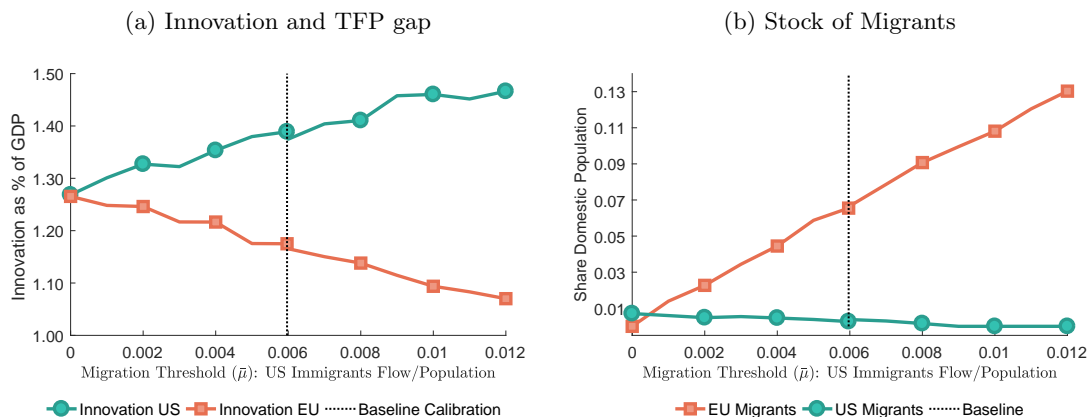 (a) Innovation and TFP gap
Innovation as % of GDP
1.50
1.40
1.30
1.20
1.10
1.00
0 0.002 0.004 0.006 0.008 0.01 0.012
Migration Threshold (μ̄): US Immigrants Flow/Population
Innovation US Innovation EU Baseline Calibration
(b) Stock of Migrants
Share Domestic Population
0.13
0.11
0.09
0.07
0.05
0.03
0.01
0 0.002 0.004 0.006 0.008 0.01 0.012
Migration Threshold (μ̄): US Immigrants Flow/Population
EU Migrants US Migrants Baseline